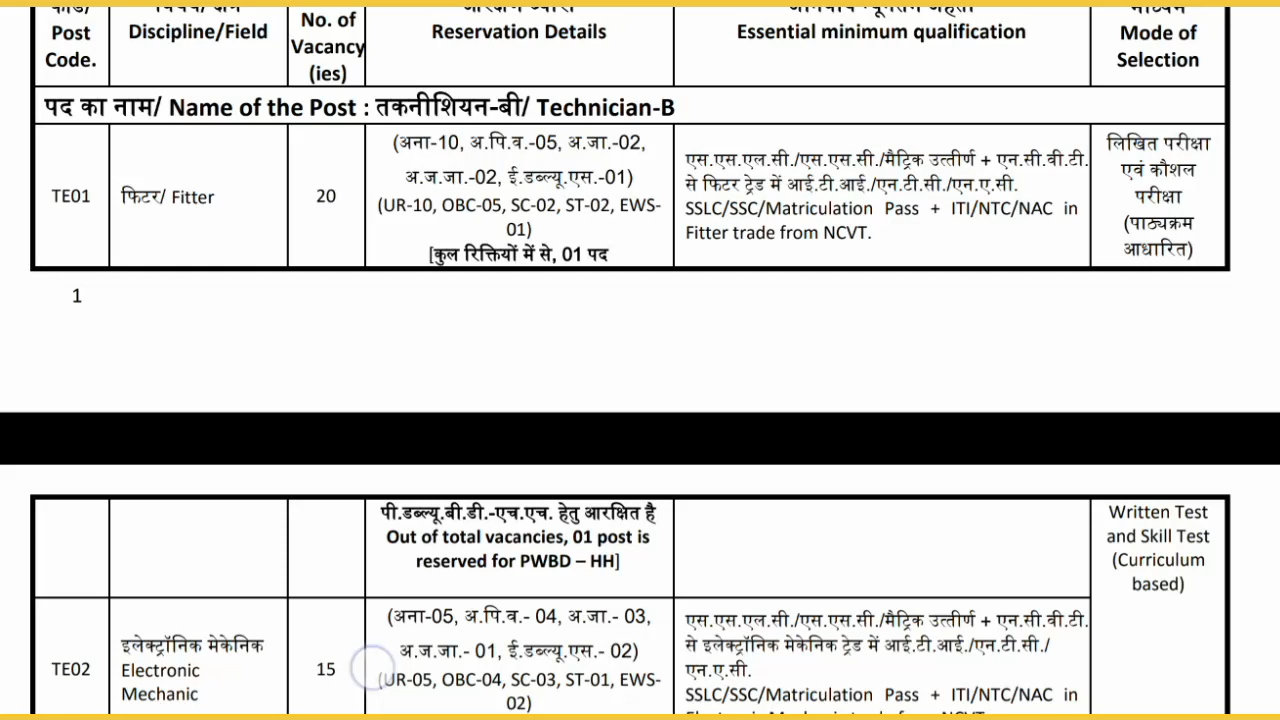 Post
Code.
Discipline/Field
No. of
Vacancy
(ies)
Reservation Details
Essential minimum qualification
Mode of
Selection
पद का नाम/ Name of the Post : तकनीशियन-बी/ Technician-B
TE01
फिटर/ Fitter
20
(अना-10, अ.पि.व.-05, अ.जा.-02,
अ.ज.जा.-02, ई.डब्ल्यू.एस.-01)
(UR-10, OBC-05, SC-02, ST-02, EWS-
01)
[कुल रिक्तियों में से, 01 पद
एस.एस.एल.सी./एस.एस.सी./मैट्रिक उत्तीर्ण + एन.सी.वी.टी.
से फिटर ट्रेड में आई.टी.आई./एन.टी.सी./एन.ए.सी.
SSLC/SSC/Matriculation Pass + ITI/NTC/NAC in
Fitter trade from NCVT.
लिखित परीक्षा
एवं कौशल
परीक्षा
(पाठ्यक्रम
आधारित)
1
पी.डब्ल्यू.बी.डी.-एच.एच. हेतु आरक्षित है
Out of total vacancies, 01 post is
reserved for PWBD – HH]
Written Test
and Skill Test
(Curriculum
based)
TE02
इलेक्ट्रॉनिक मेकेनिक
Electronic
Mechanic
15
(अना-05, अ.पि.व.- 04, अ.जा.- 03,
अ.ज.जा.- 01, ई.डब्ल्यू.एस.- 02)
(UR-05, OBC-04, SC-03, ST-01, EWS-
02)
एस.एस.एल.सी./एस.एस.सी./मैट्रिक उत्तीर्ण + एन.सी.वी.टी.
से इलेक्ट्रॉनिक मेकेनिक ट्रेड में आई.टी.आई./एन.टी.सी./
एन.ए.सी.
SSLC/SSC/Matriculation Pass + ITI/NTC/NAC in